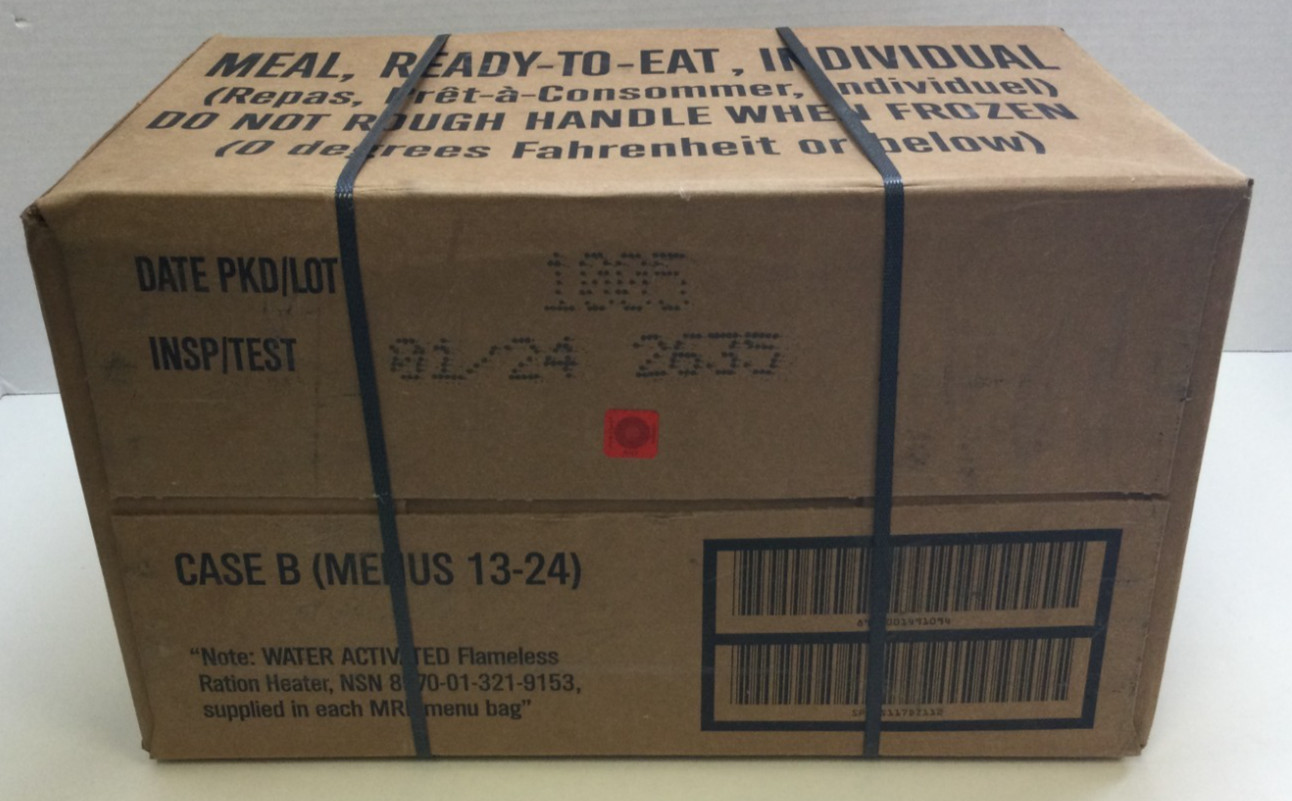 MEAL, READY-TO-EAT, INDIVIDUAL
(Repas, Prêt-à-Consommer, Individuel)
DO NOT ROUGH HANDLE WHEN FROZEN
(0 degrees Fahrenheit or below)
DATE PKD/LOT
INSP/TEST 01/24
CASE B (MENUS 13-24)
“Note: WATER ACTIVATED Flameless
Ration Heater, NSN 8970-01-321-9153,
supplied in each MRE menu bag”